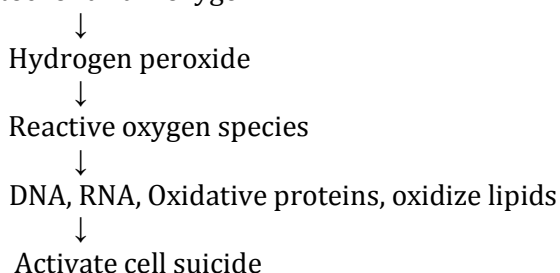 ↓
Hydrogen peroxide
↓
Reactive oxygen species
↓
DNA, RNA, Oxidative proteins, oxidize lipids
↓
Activate cell suicide